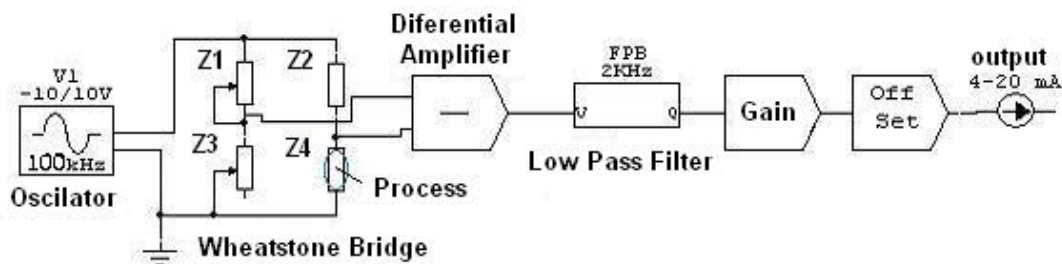 V1
-10/10V
100kHz
Oscilator
Z1
Z2
Z3
Z4
Process
Wheatstone Bridge
Diferential
Amplifier
FPB
2KHz
V
Q
Low Pass Filter
Gain
Off
Set
output
4-20 mA